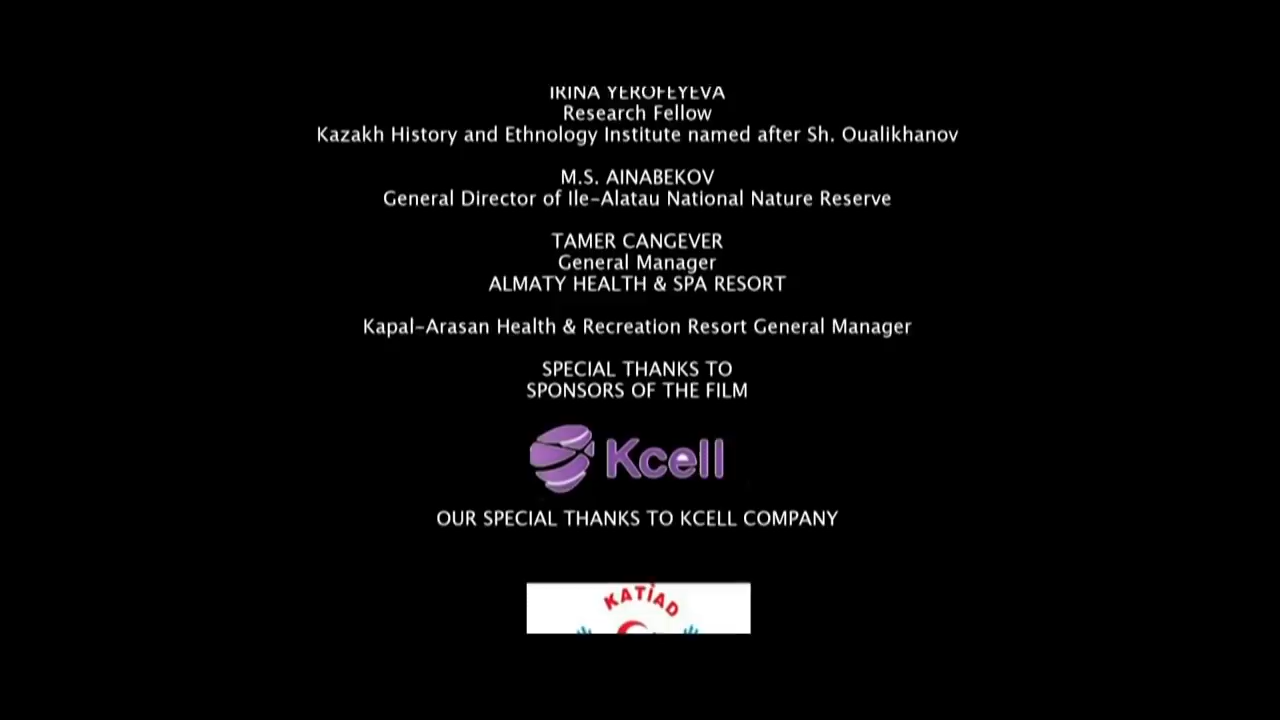 IRINA YEROFEYEVA
Research Fellow
Kazakh History and Ethnology Institute named after Sh. Oualikhanov
M.S. AINABEKOV
General Director of Ile-Alatau National Nature Reserve
TAMER CANGEVER
General Manager
ALMATY HEALTH & SPA RESORT
Kapal-Arasan Health & Recreation Resort General Manager
SPECIAL THANKS TO
SPONSORS OF THE FILM
Kcell
OUR SPECIAL THANKS TO KCELL COMPANY
KATİAD